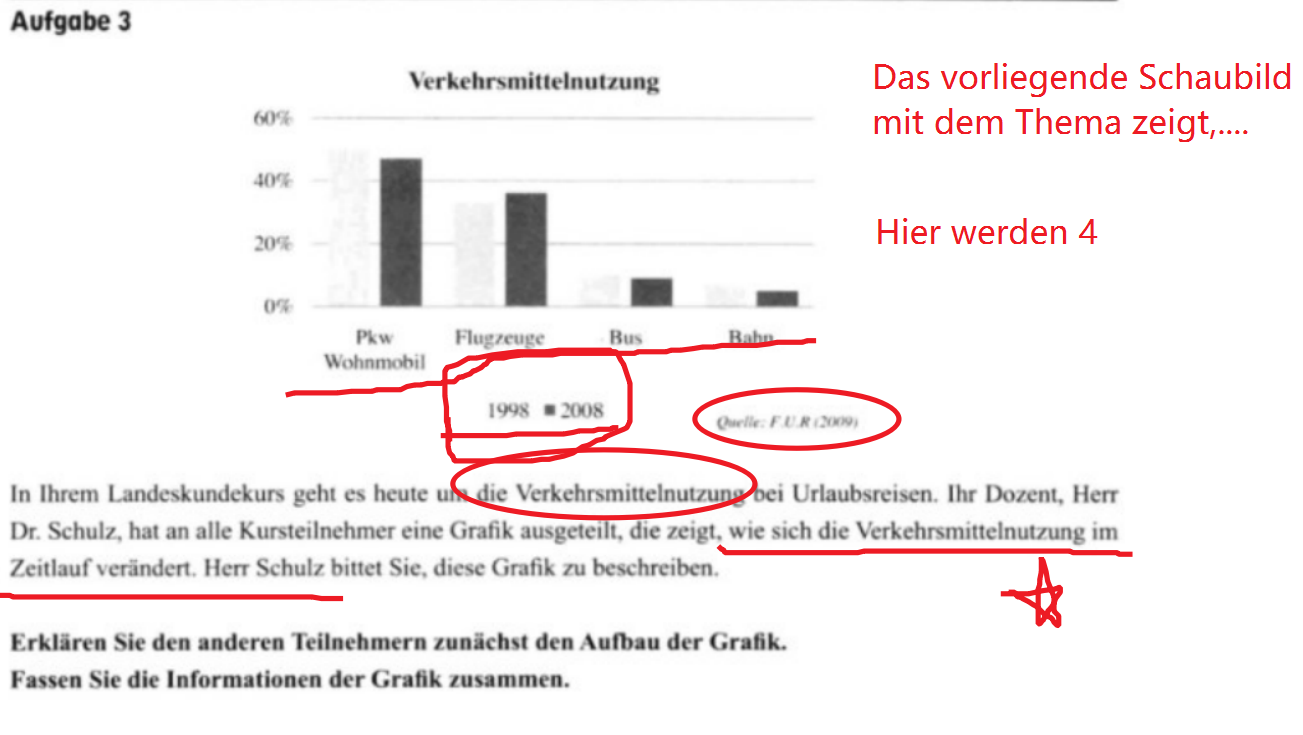 Aufgabe 3
Verkehrsmittelnutzung
Das vorliegende Schaubild
mit dem Thema zeigt,....
60%
40%
Hier werden 4
20%
0%
Pkw Flugzeuge Bus Bahn
Wohnmobil
1998 2008
Quelle: F.U.R (2009)
In Ihrem Landeskundekurs geht es heute um die Verkehrsmittelnutzung bei Urlaubsreisen. Ihr Dozent, Herr
Dr. Schulz, hat an alle Kursteilnehmer eine Grafik ausgeteilt, die zeigt, wie sich die Verkehrsmittelnutzung im
Zeitlauf verändert. Herr Schulz bittet Sie, diese Grafik zu beschreiben.
Erklären Sie den anderen Teilnehmern zunächst den Aufbau der Grafik.
Fassen Sie die Informationen der Grafik zusammen.